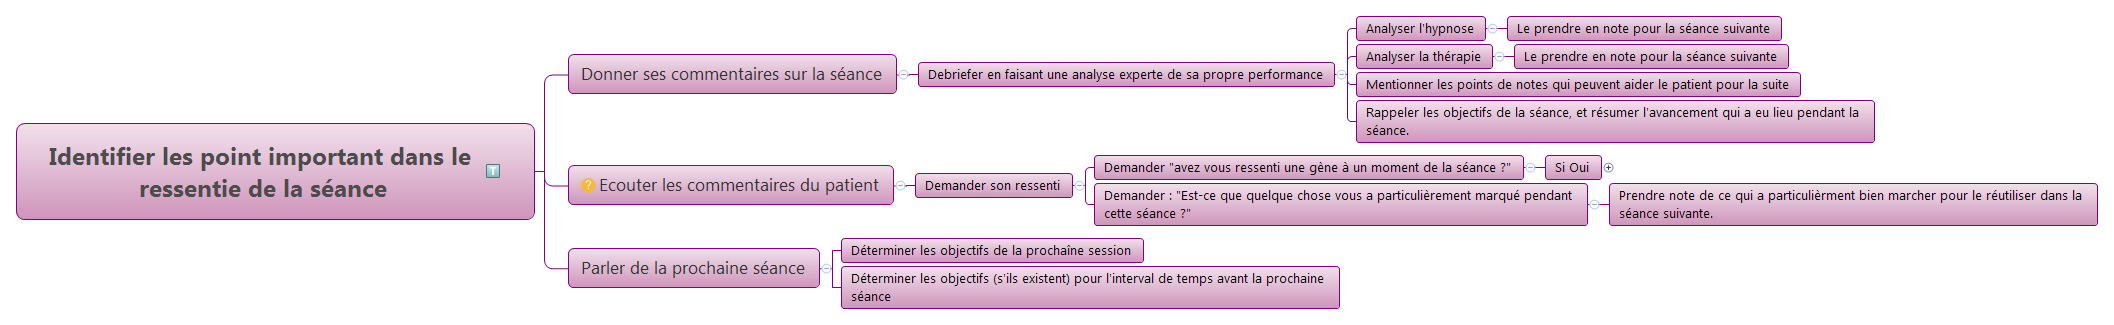 Identifier les point important dans le
ressentie de la séance
T
Donner ses commentaires sur la séance
Debriefer en faisant une analyse experte de sa propre performance
Analyser l'hypnose
Le prendre en note pour la séance suivante
Analyser la thérapie
Le prendre en note pour la séance suivante
Mentionner les points de notes qui peuvent aider le patient pour la suite
Rappeler les objectifs de la séance, et résumer l'avancement qui a eu lieu pendant la
séance.
? Ecouter les commentaires du patient
Demander son ressenti
Demander "avez vous ressenti une gène à un moment de la séance ?"
Si Oui
Demander : "Est-ce que quelque chose vous a particulièrement marqué pendant
cette séance ?"
Prendre note de ce qui a particulièrment bien marcher pour le réutiliser dans la
séance suivante.
Parler de la prochaine séance
Déterminer les objectifs de la prochaîne session
Déterminer les objectifs (s'ils existent) pour l'interval de temps avant la prochaine
séance